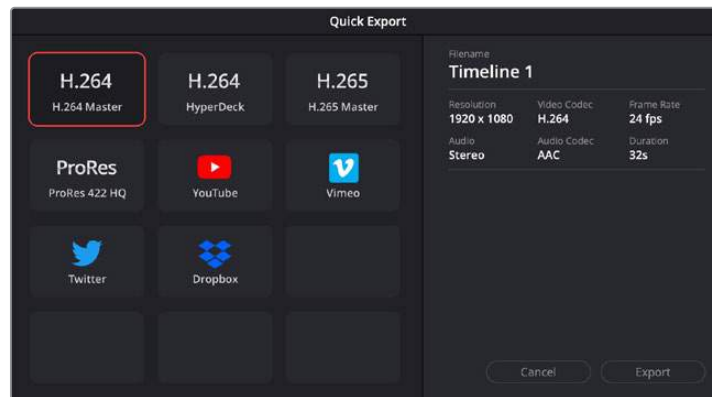 Quick Export
H.264
H.264 Master
H.264
HyperDeck
H.265
H.265 Master
ProRes
ProRes 422 HQ
YouTube
Vimeo
Twitter
Dropbox
Filename
Timeline 1
Resolution Video Codec Frame Rate
1920 x 1080 H.264 24 fps
Audio Audio Codec Duration
Stereo AAC 32s
Cancel Export